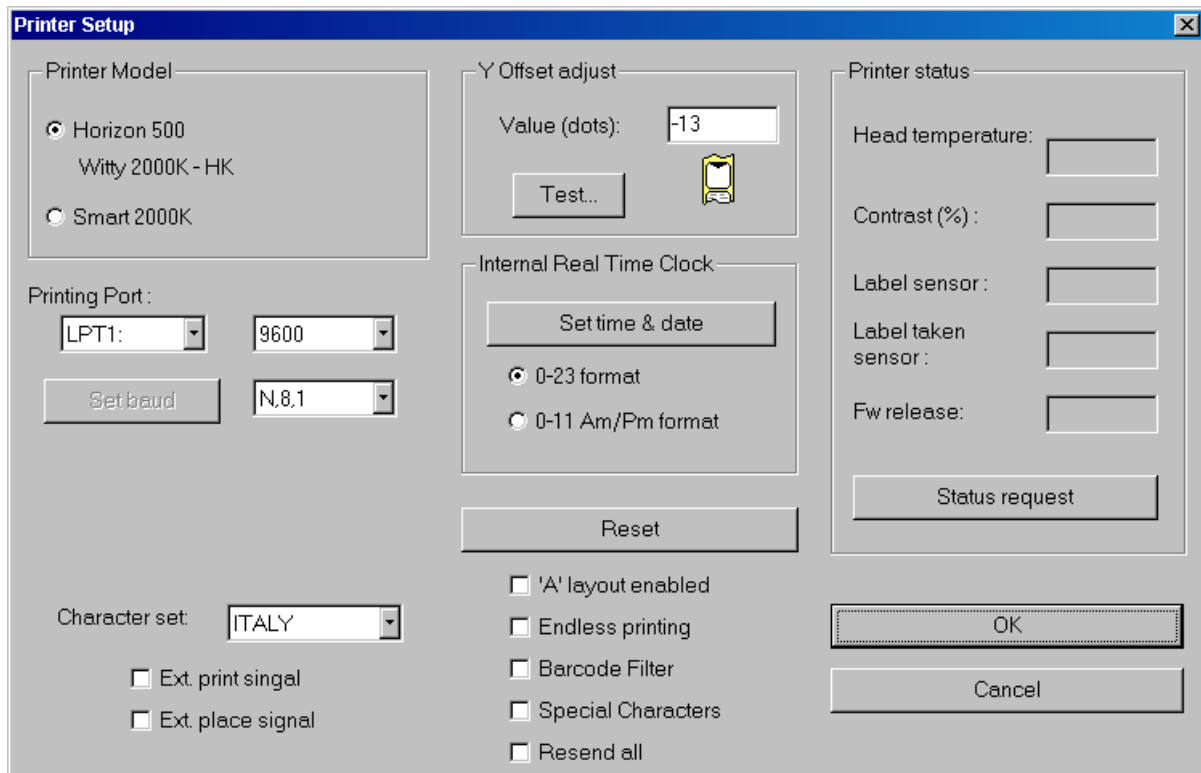 Printer Setup
Printer Model
Horizon 500
Witty 2000K - HK
Smart 2000K
Printing Port :
LPT1:
9600
Set baud
N,8,1
Character set:
ITALY
Ext. print singal
Ext. place signal
Y Offset adjust
Value (dots):
-13
Test...
Internal Real Time Clock
Set time & date
0-23 format
0-11 Am/Pm format
Reset
'A' layout enabled
Endless printing
Barcode Filter
Special Characters
Resend all
Printer status
Head temperature:
Contrast (%) :
Label sensor :
Label taken
sensor :
Fw release:
Status request
OK
Cancel